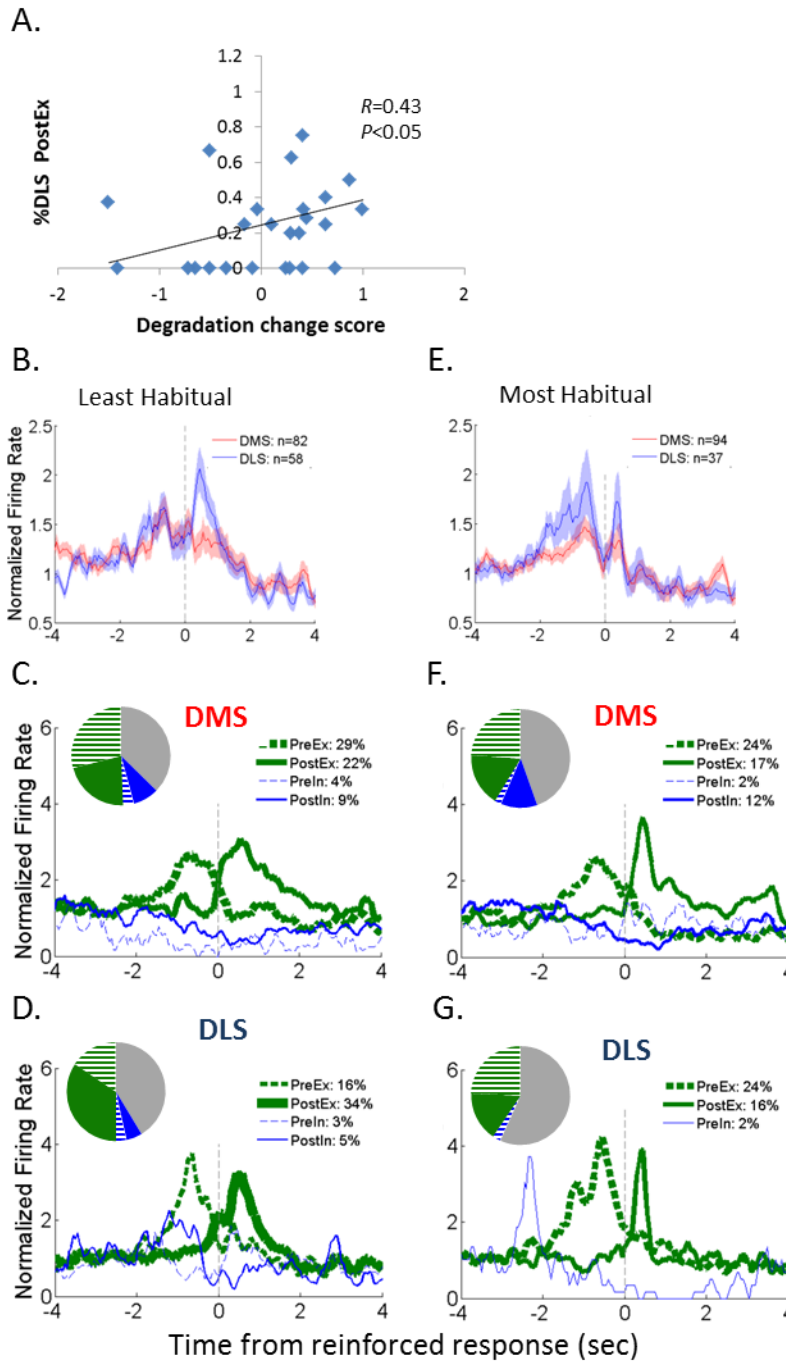 A.
1.2
1
0.8
0.6
0.4
0.2
0
-2
-1
0
1
2
%DLS PostEx
R=0.43
P<0.05
Degradation change score
B.
Least Habitual
2.5
2
1.5
1
0.5
-4
-2
0
2
4
Normalized Firing Rate
DMS: n=82
DLS: n=58
E.
Most Habitual
2.5
2
1.5
1
0.5
-4
-2
0
2
4
DMS: n=94
DLS: n=37
C.
DMS
6
4
2
0
-4
-2
0
2
4
Normalized Firing Rate
PreEx: 29%
PostEx: 22%
PreIn: 4%
PostIn: 9%
F.
DMS
6
4
2
0
-4
-2
0
2
4
PreEx: 24%
PostEx: 17%
PreIn: 2%
PostIn: 12%
D.
DLS
6
4
2
0
-4
-2
0
2
4
Normalized Firing Rate
PreEx: 16%
PostEx: 34%
PreIn: 3%
PostIn: 5%
G.
DLS
6
4
2
0
-4
-2
0
2
4
PreEx: 24%
PostEx: 16%
PreIn: 2%
Time from reinforced response (sec)